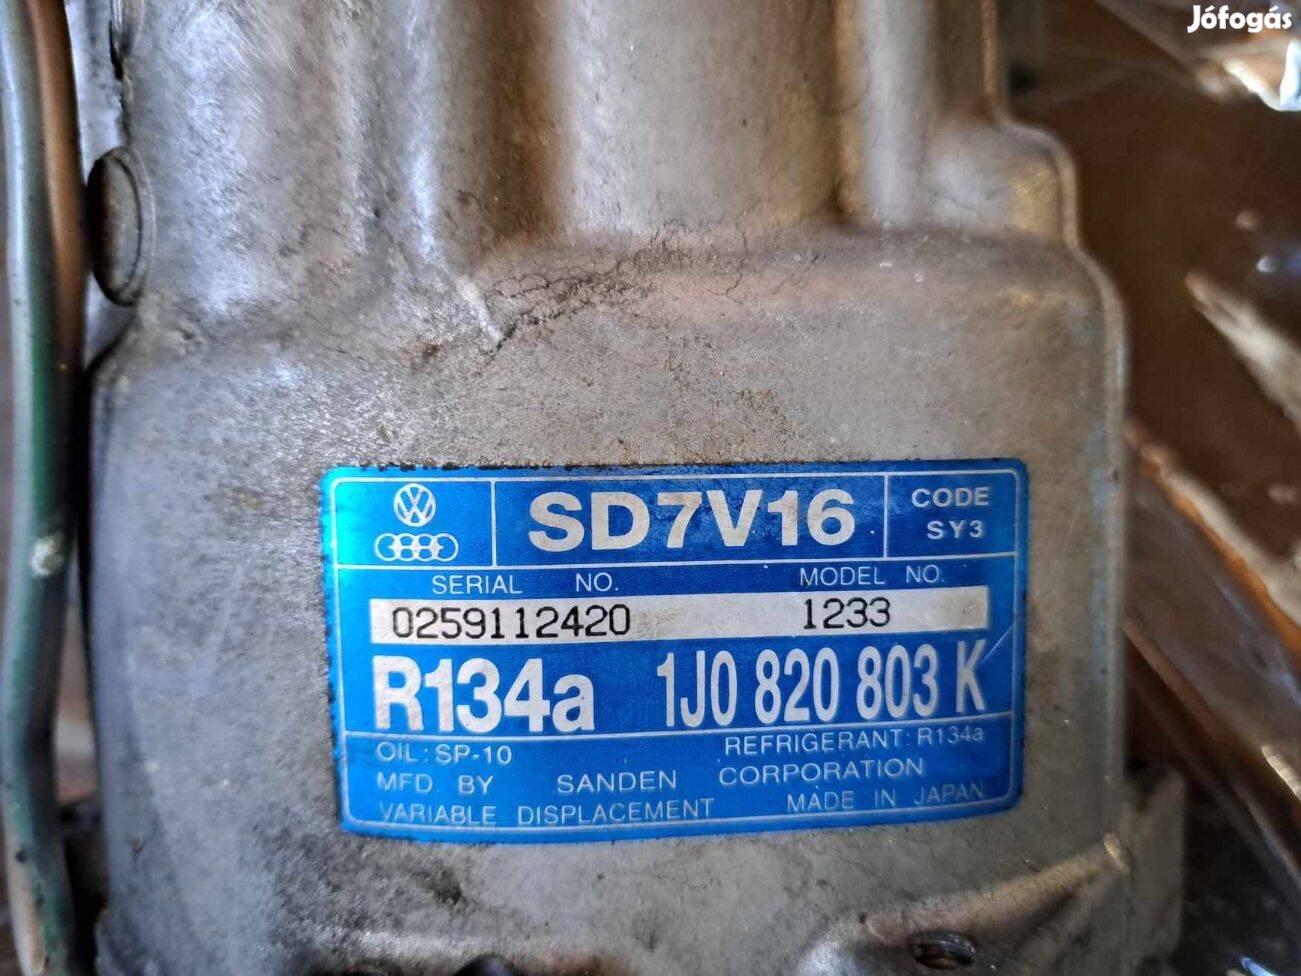 Jófogás
SD7V16
CODE
SY3
SERIAL NO. MODEL NO.
0259112420 1233
R134a 1J0 820 803 K
OIL: SP-10 REFRIGERANT: R134a
MFD. BY SANDEN CORPORATION
VARIABLE DISPLACEMENT MADE IN JAPAN